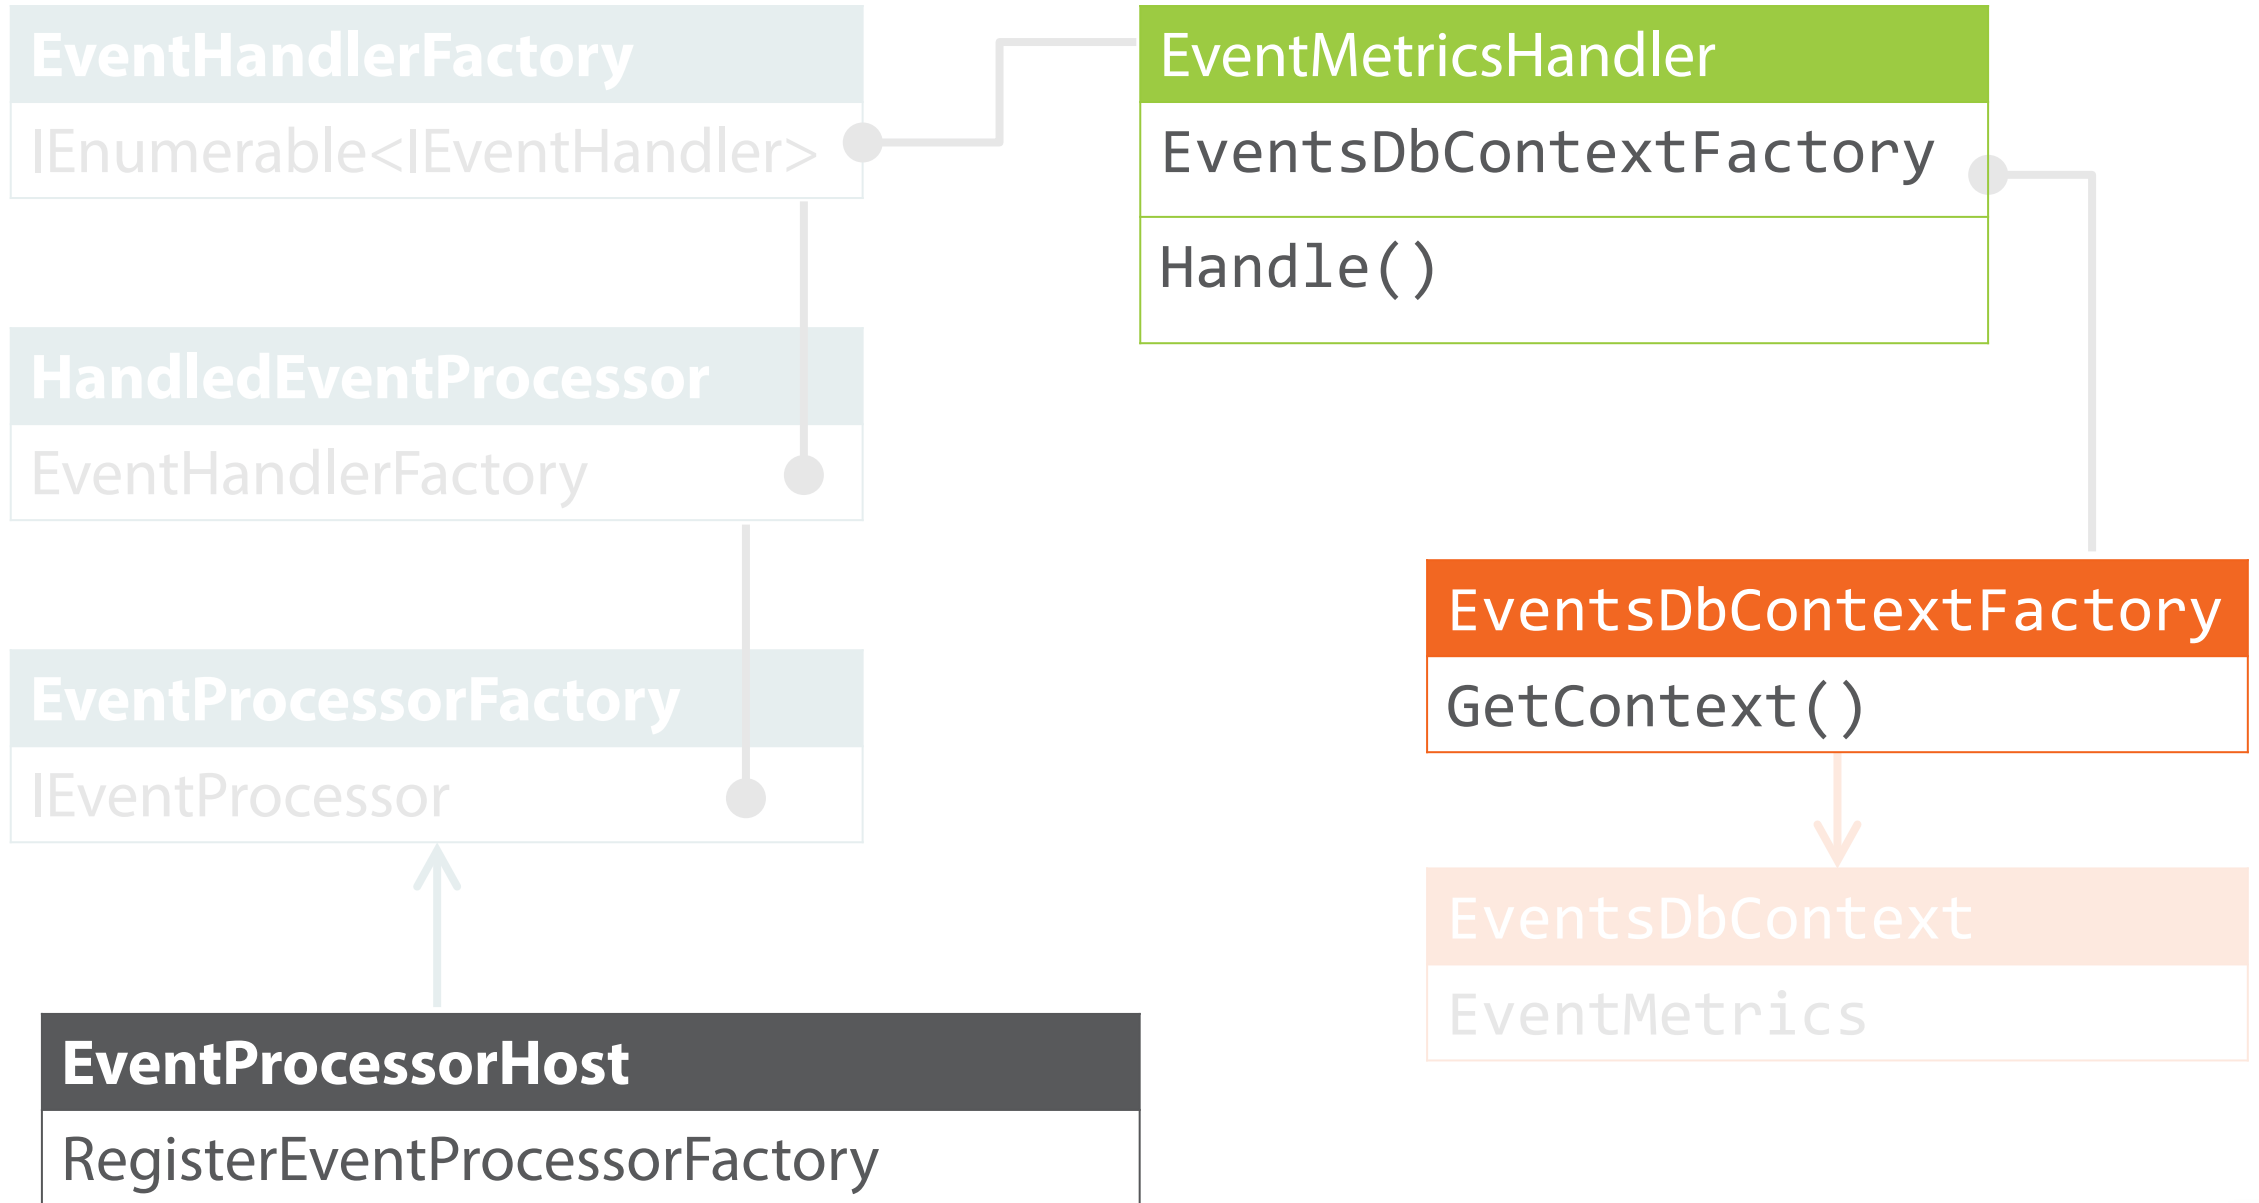 EventHandlerFactory
IEnumerable<IEventHandler>
HandledEventProcessor
EventHandlerFactory
EventProcessorFactory
IEventProcessor
EventProcessorHost
RegisterEventProcessorFactory
EventMetricsHandler
EventsDbContextFactory
Handle()
EventsDbContextFactory
GetContext()
EventsDbContext
EventMetrics